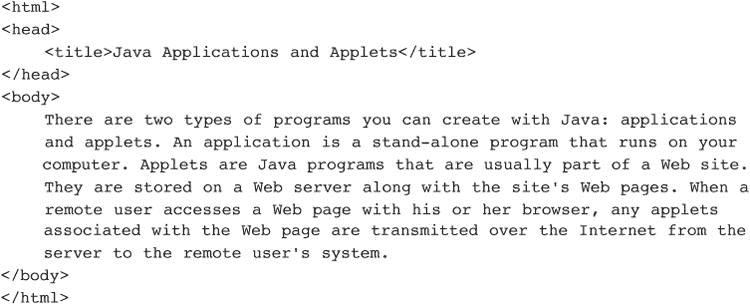 <html>
<head>
<title>Java Applications and Applets</title>
</head>
<body>
There are two types of programs you can create with Java: applications
and applets. An application is a stand-alone program that runs on your
computer. Applets are Java programs that are usually part of a Web site.
They are stored on a Web server along with the site's Web pages. When a
remote user accesses a Web page with his or her browser, any applets
associated with the Web page are transmitted over the Internet from the
server to the remote user's system.
</body>
</html>